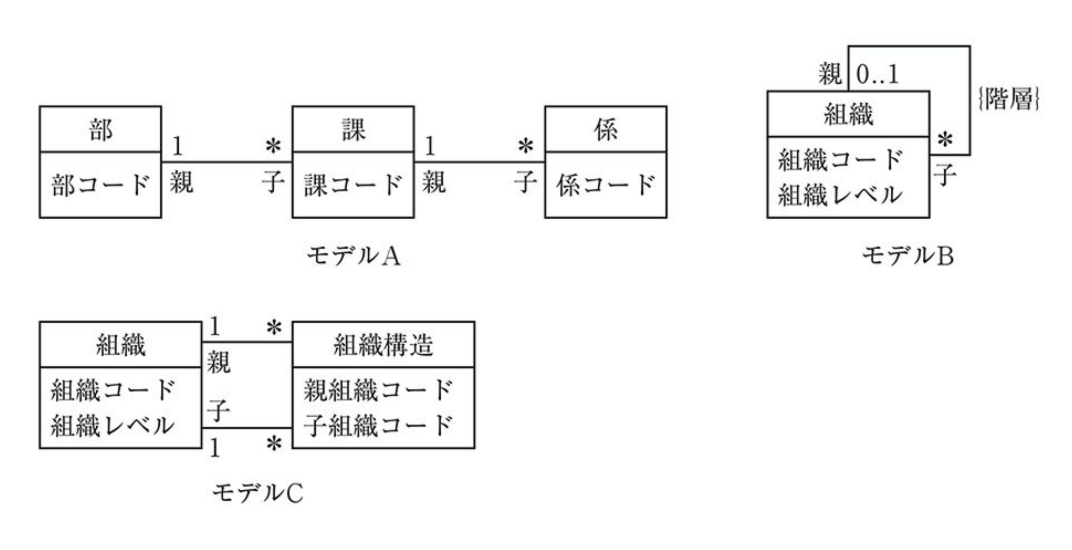 部
部コード
1
親
*
子
課
課コード
1
親
*
子
係
係コード
モデルA
親
0..1
{階層}
組織
組織コード
組織レベル
*
子
モデルB
組織
組織コード
組織レベル
1
親
*
子
1
*
組織構造
親組織コード
子組織コード
モデルC